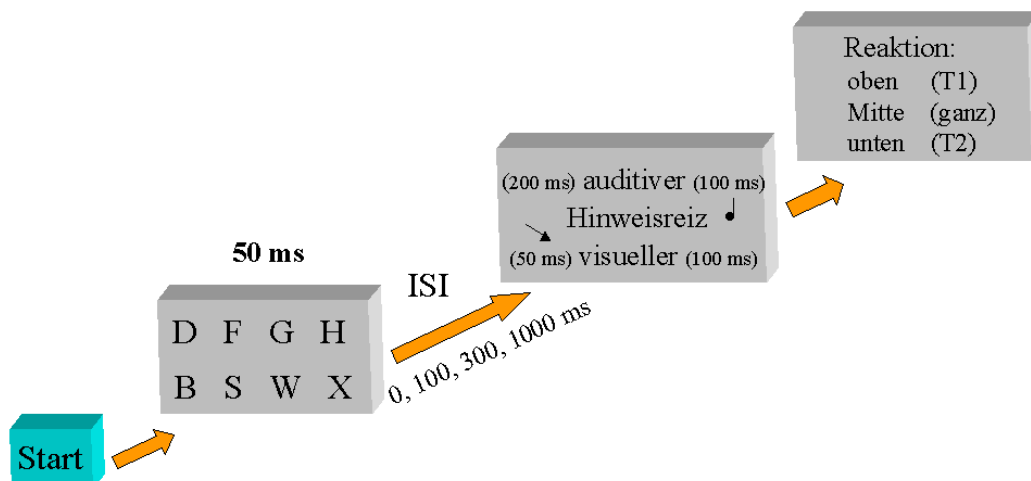 Start
50 ms
D F G H
B S W X
ISI
0, 100, 300, 1000 ms
(200 ms) auditiver (100 ms)
Hinweisreiz
(50 ms) visueller (100 ms)
Reaktion:
oben (T1)
Mitte (ganz)
unten (T2)